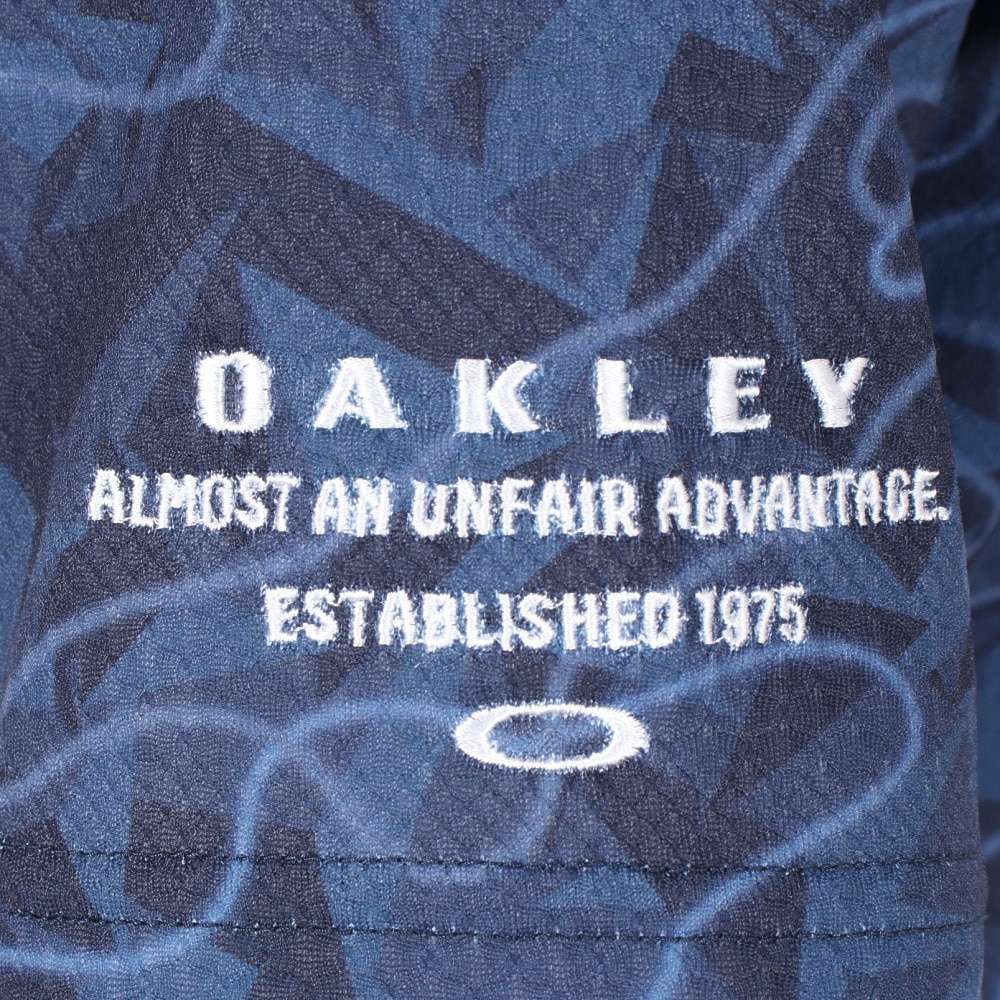 OAKLEY
ALMOST AN UNFAIR ADVANTAGE.
ESTABLISHED 1975